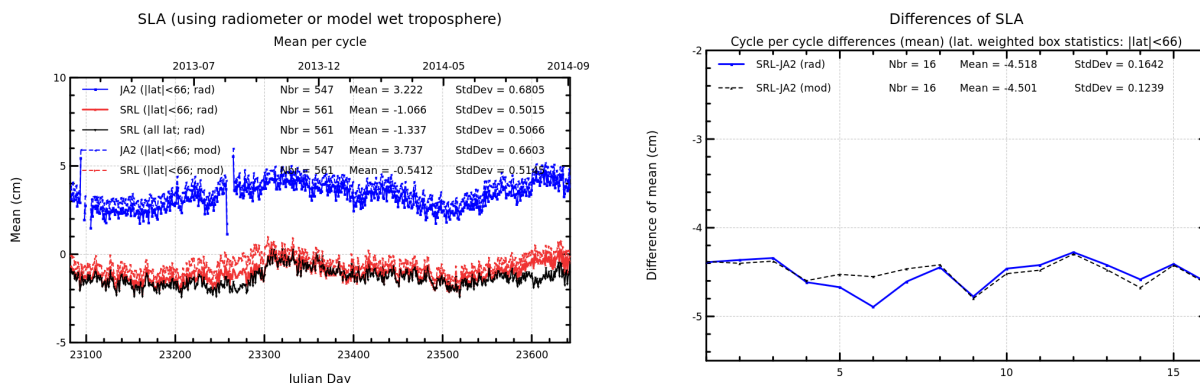 SLA (using radiometer or model wet troposphere)
Mean per cycle
2013-07 2013-12 2014-05 2014-09
10
5
0
-5
Mean (cm)
JA2 (|lat|<66; rad) Nbr = 547 Mean = 3.222 StdDev = 0.6805
SRL (|lat|<66; rad) Nbr = 561 Mean = -1.066 StdDev = 0.5015
SRL (all lat; rad) Nbr = 561 Mean = -1.337 StdDev = 0.5066
JA2 (|lat|<66; mod) Nbr = 547 Mean = 3.737 StdDev = 0.6603
SRL (|lat|<66; mod) Nbr = 561 Mean = -0.5412 StdDev =
23100 23200 23300 23400 23500 23600
Julian Day
Differences of SLA
Cycle per cycle differences (mean) (lat. weighted box statistics: |lat|<66)
-2
-3
-4
-5
Difference of mean (cm)
SRL-JA2 (rad) Nbr = 16 Mean = -4.518 StdDev = 0.1642
SRL-JA2 (mod) Nbr = 16 Mean = -4.501 StdDev = 0.1239
5 10 15